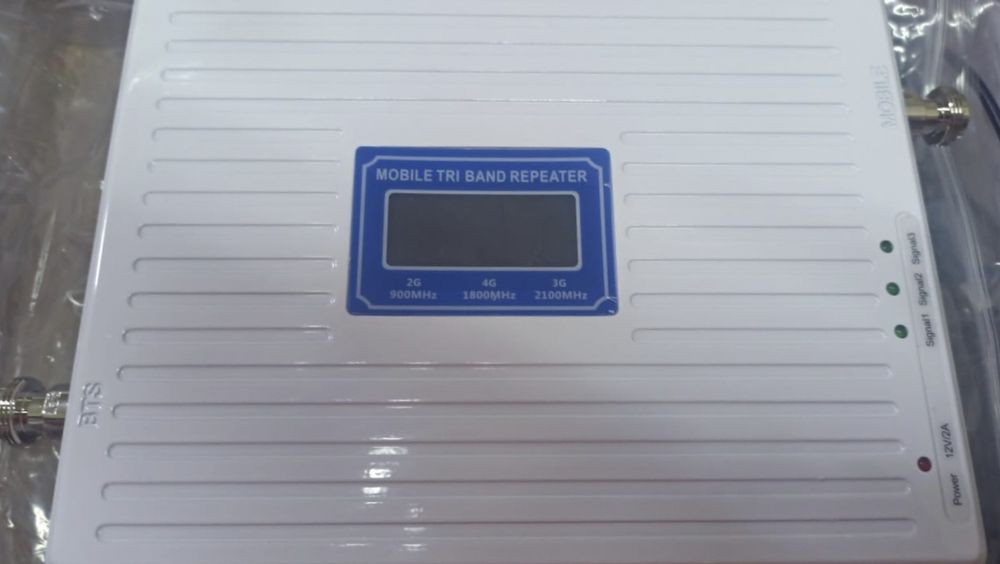 MOBILE
MOBILE TRI BAND REPEATER
2G 4G 3G
900MHz 1800MHz 2100MHz
Signal3
Signal2
Signal1
BTS
12V/2A
Power